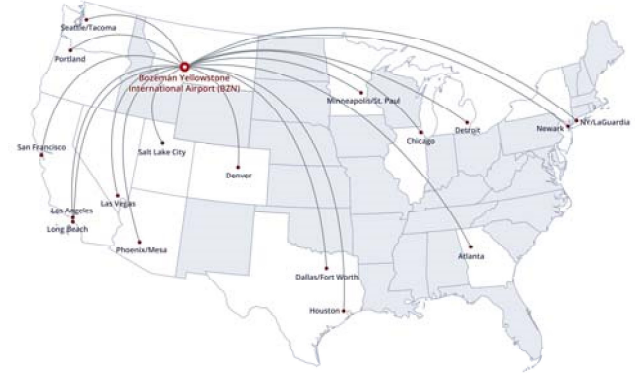 Seattle/Tacoma
Portland
Bozeman Yellowstone
International Airport (BZN)
Minneapolis/St. Paul
Detroit
Newark
NY/LaGuardia
Chicago
San Francisco
Salt Lake City
Denver
Las Vegas
Los Angeles
Long Beach
Phoenix/Mesa
Atlanta
Dallas/Fort Worth
Houston